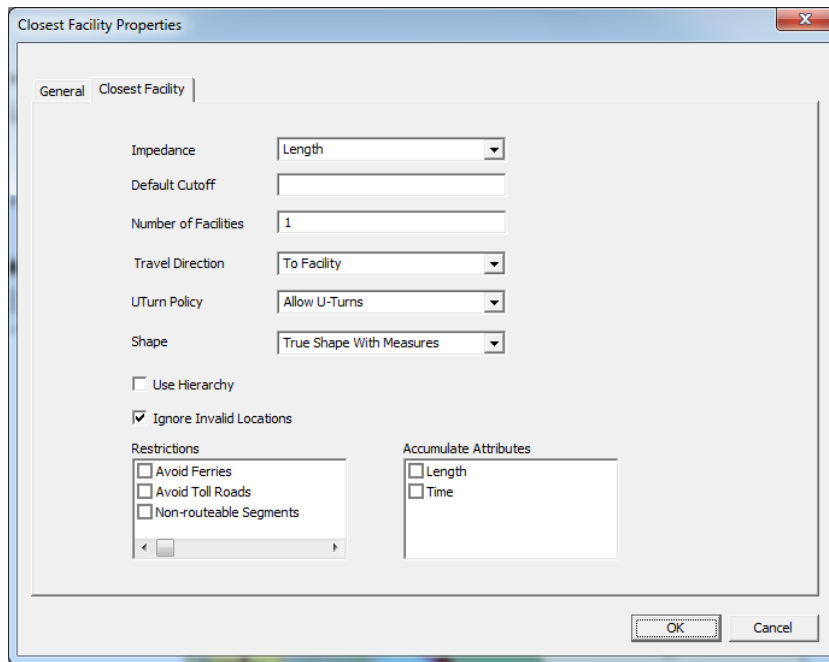 Closest Facility Properties
General
Closest Facility
Impedance
Length
Default Cutoff
Number of Facilities
1
Travel Direction
To Facility
UTurn Policy
Allow U-Turns
Shape
True Shape With Measures
Use Hierarchy
Ignore Invalid Locations
Restrictions
Avoid Ferries
Avoid Toll Roads
Non-routeable Segments
Accumulate Attributes
Length
Time
OK
Cancel